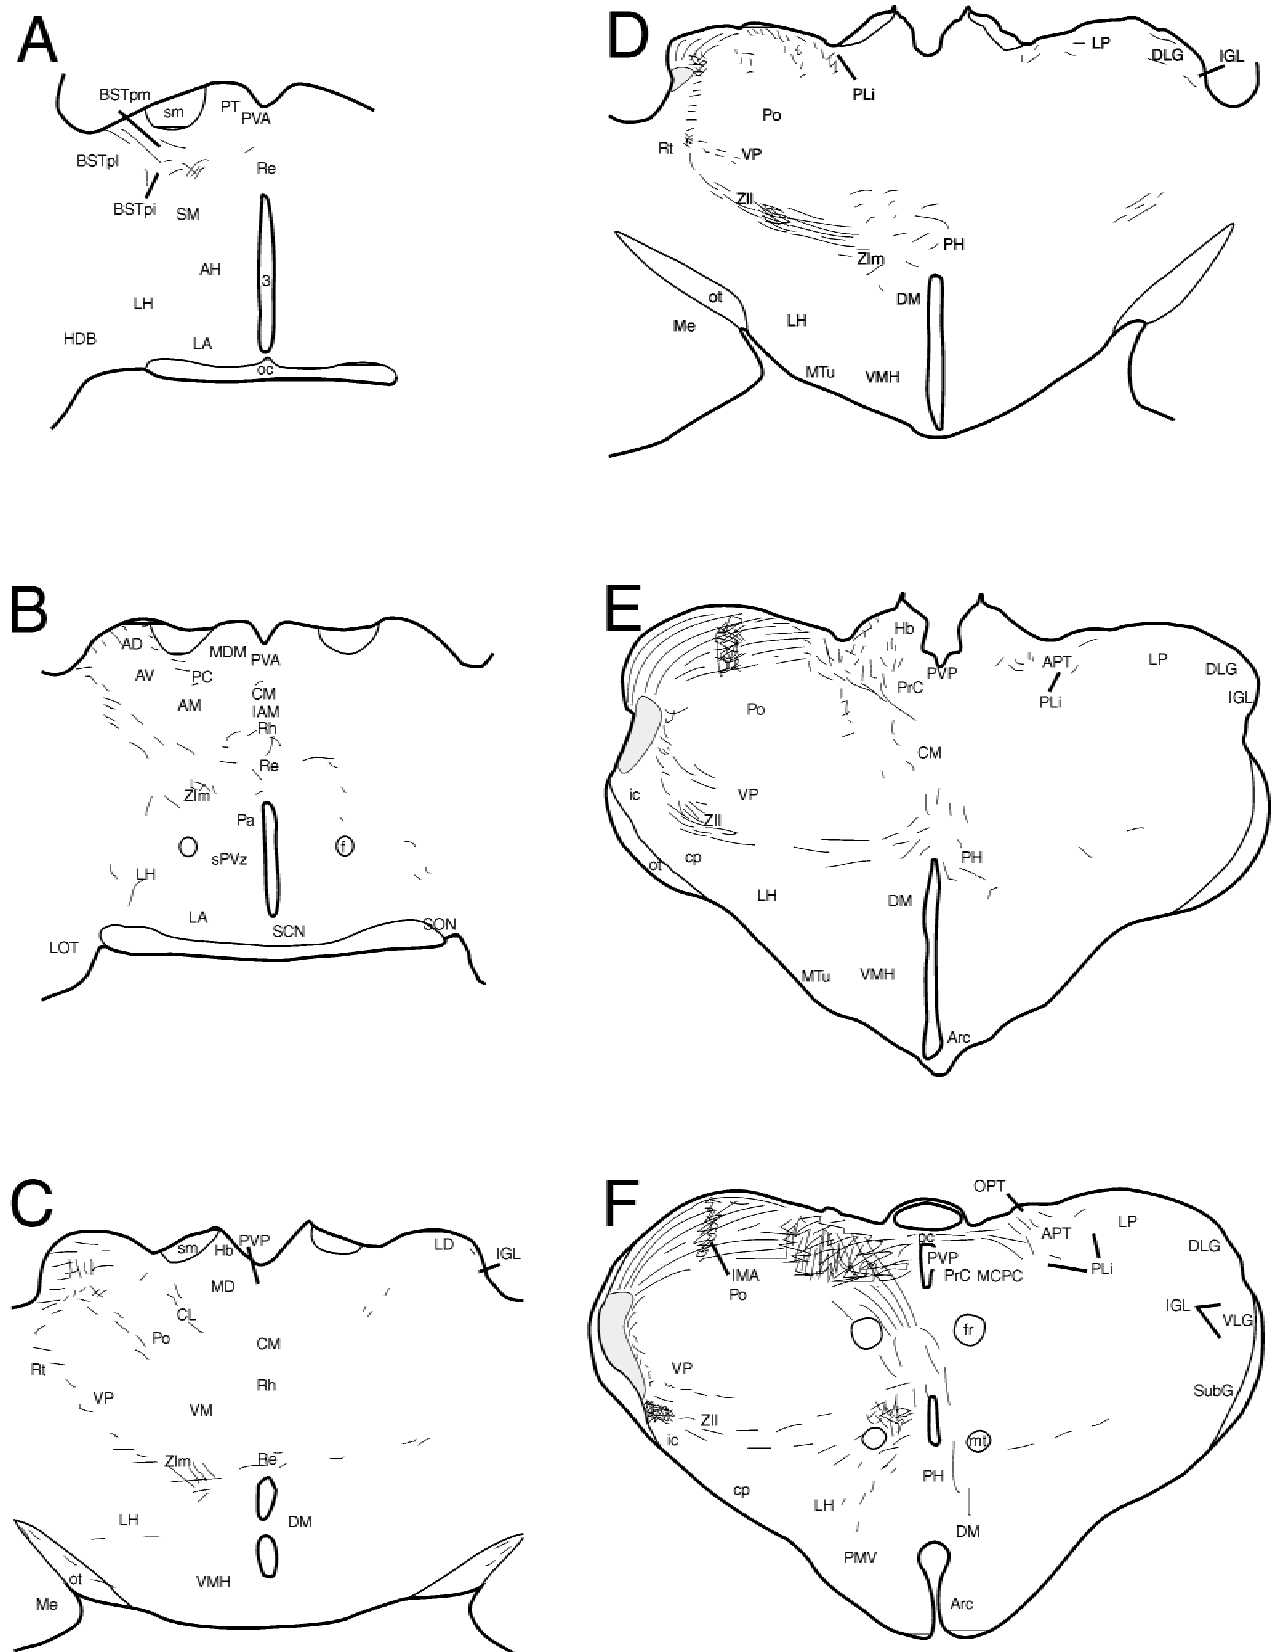 A
BSTpm
sm
PT
PVA
BSTpl
Re
BSTpi
SM
AH
3
LH
HDB
LA
oc
D
LP
DLG
IGL
PLi
Po
Rt
VP
ZIl
PH
ZIm
ot
DM
Me
LH
MTu
VMH
B
AD
MDM
PVA
AV
PC
CM
AM
IAM
Rh
Re
ZIm
Pa
f
sPVz
LH
LA
SCN
SON
LOT
E
Hb
APT
LP
DLG
PVP
PrC
PLi
IGL
Po
CM
ic
VP
ZIl
ot
cp
PH
LH
DM
MTu
VMH
Arc
C
sm
Hb
PVP
LD
IGL
MD
CL
Po
CM
Rt
Rh
VP
VM
ZIm
Re
LH
DM
ot
VMH
Me
F
OPT
APT
LP
pc
DLG
PVP
IMA
PrC
MCPC
PLi
Po
IGL
VLG
fr
VP
SubG
ZIl
ic
mt
PH
cp
LH
DM
PMV
Arc